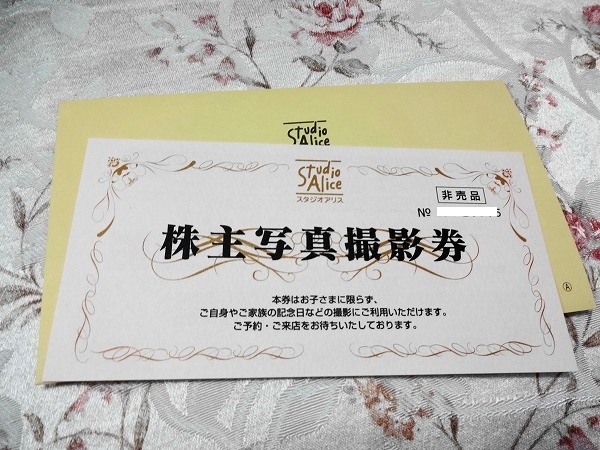 Studio
Alice
Studio
Alice
スタジオアリス
非売品
№ 6
株主写真撮影券
本券はお子さまに限らず、
ご自身やご家族の記念日などの撮影にご利用いただけます。
ご予約・ご来店をお待ちいたしております。
Ⓐ